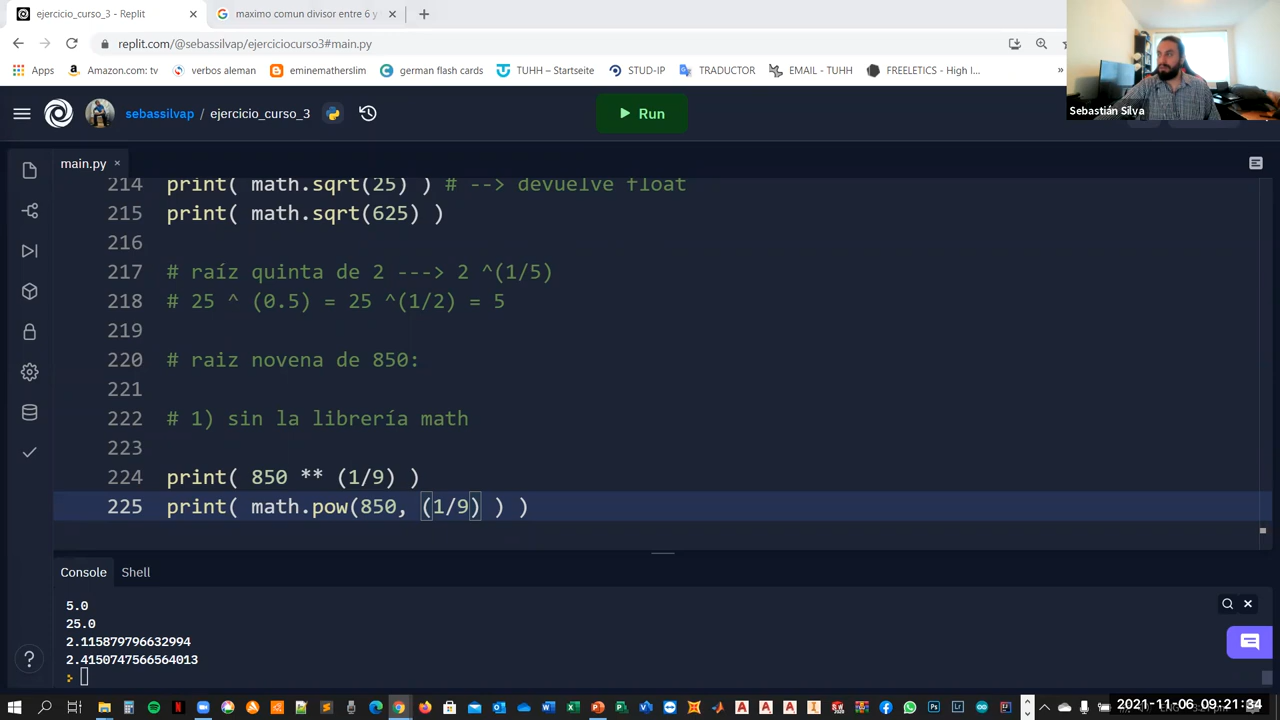 ejercicio_curso_3 - Replit
maximo comun divisor entre 6 y
replit.com/@sebassilvap/ejerciciocurso3#main.py
Apps
Amazon.com: tv
verbos aleman
eminematherslim
german flash cards
TUHH – Startseite
STUD-IP
TRADUCTOR
EMAIL - TUHH
FREELETICS - High I...
Sebastián Silva
sebassilvap / ejercicio_curso_3
Run
main.py
214 print( math.sqrt(25) ) # --> devuelve float
215 print( math.sqrt(625) )
216
217 # raíz quinta de 2 ---> 2 ^(1/5)
218 # 25 ^ (0.5) = 25 ^(1/2) = 5
219
220 # raiz novena de 850:
221
222 # 1) sin la librería math
223
224 print( 850 ** (1/9) )
225 print( math.pow(850, (1/9) ) )
Console
Shell
5.0
25.0
2.115879796632994
2.4150747566564013
2021-11-06 09:21:34